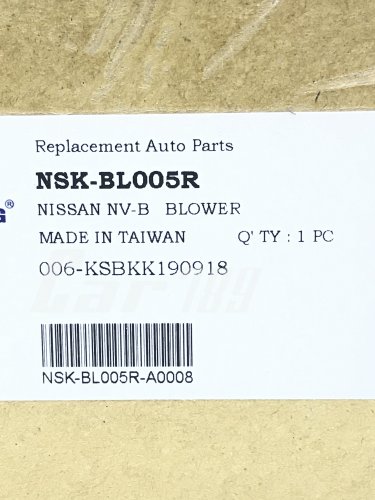 Replacement Auto Parts
NSK-BL005R
NISSAN NV-B BLOWER
G®
MADE IN TAIWAN Q' TY : 1 PC
006-KSBKK190918
Car189
NSK-BL005R-A0008